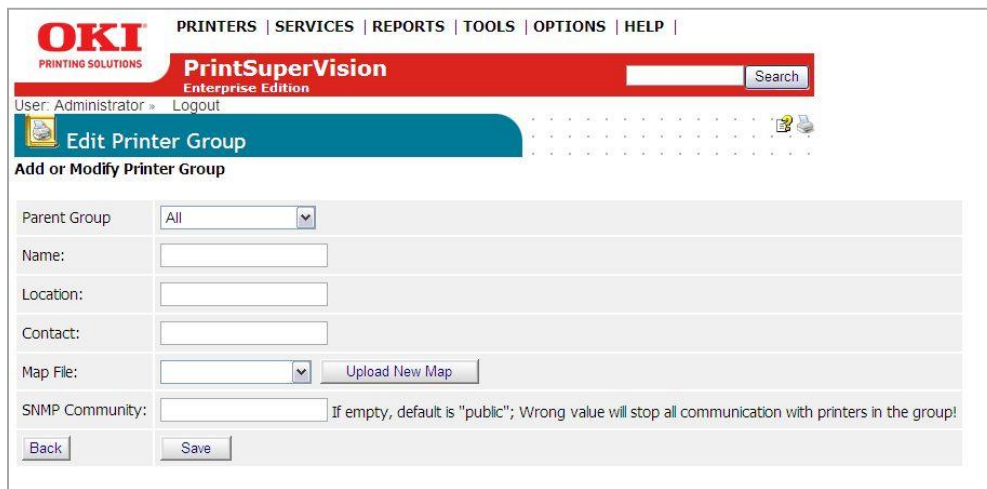 OKI
PRINTING SOLUTIONS
PRINTERS | SERVICES | REPORTS | TOOLS | OPTIONS | HELP |
PrintSuperVision
Enterprise Edition
Search
User: Administrator » Logout
Edit Printer Group
Add or Modify Printer Group
Parent Group All
Name:
Location:
Contact:
Map File: Upload New Map
SNMP Community: If empty, default is "public"; Wrong value will stop all communication with printers in the group!
Back Save